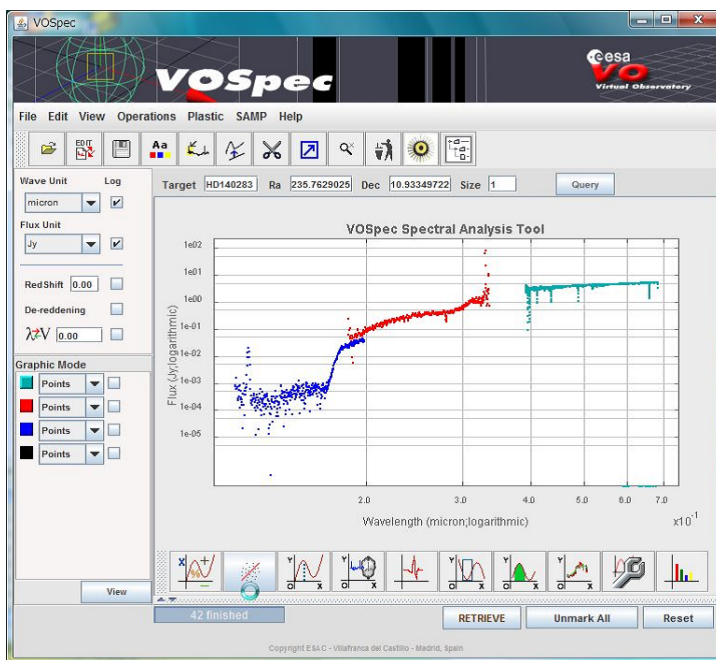 VOSpec
VOSpec
esa
VO
Virtual Observatory
File Edit View Operations Plastic SAMP Help
EDIT
Aa
Wave Unit Log
micron
Flux Unit
Jy
RedShift 0.00
De-reddening
λ⇄V 0.00
Graphic Mode
Points
Points
Points
Points
View
Target HD140283 Ra 235.7629025 Dec 10.93349722 Size 1 Query
VOSpec Spectral Analysis Tool
1e02
1e01
1e00
1e-01
1e-02
1e-03
1e-04
1e-05
Flux (Jy;logarithmic)
2.0 3.0 4.0 5.0 6.0 7.0
Wavelength (micron;logarithmic) x10⁻¹
42 finished
RETRIEVE Unmark All Reset
Copyright ESAC - Villafranca del Castillo - Madrid, Spain